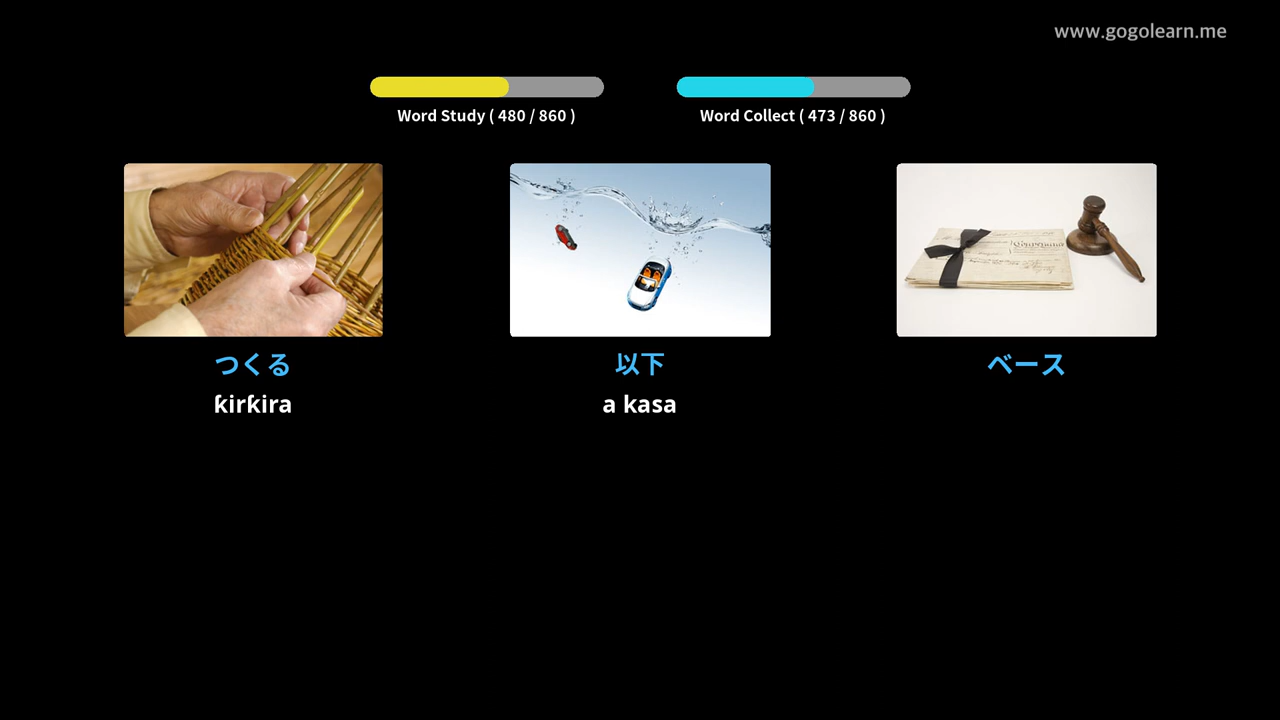 www.gogolearn.me
Word Study ( 480 / 860 )
Word Collect ( 473 / 860 )
つくる
以下
ベース
ƙirƙira
a kasa